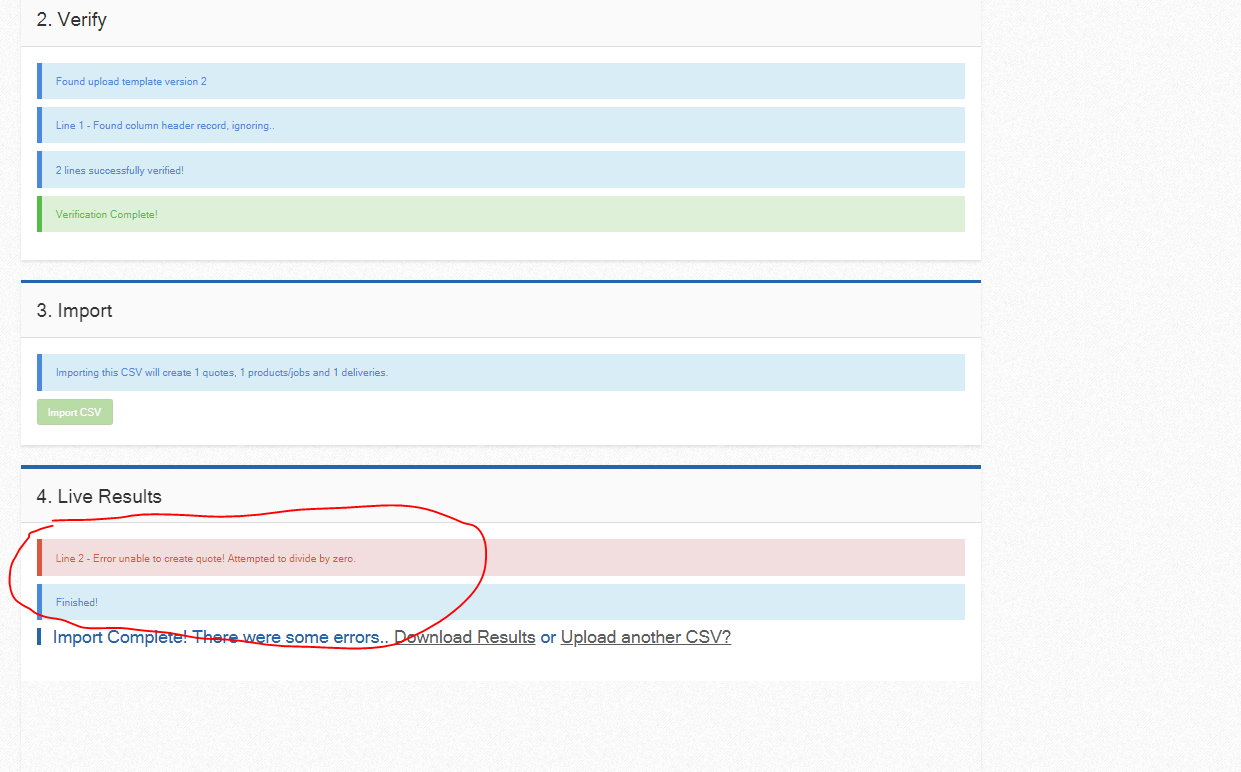 2. Verify
Found upload template version 2
Line 1 - Found column header record, ignoring..
2 lines successfully verified!
Verification Complete!
3. Import
Importing this CSV will create 1 quotes, 1 products/jobs and 1 deliveries.
Import CSV
4. Live Results
Line 2 - Error unable to create quote! Attempted to divide by zero.
Finished!
Import Complete! There were some errors.. Download Results or Upload another CSV?